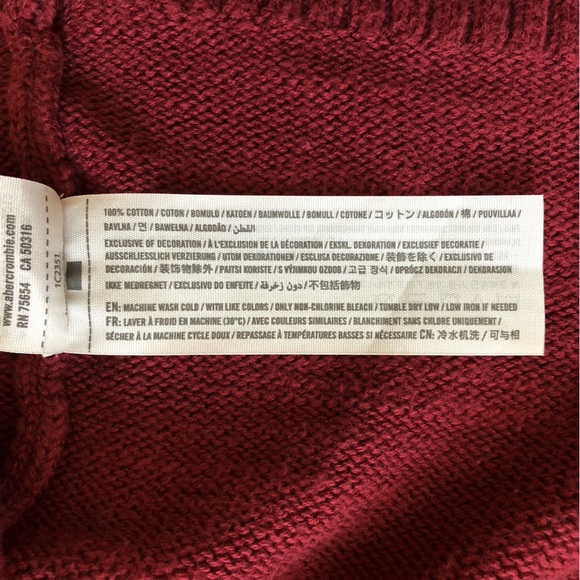 100% COTTON / COTON / BOMULD / KATOEN / BAUMWOLLE / BOMULL / COTONE / コットン / ALGODÓN / 棉 / PUUVILLAA /
BAVLNA / 면 / BAWEŁNA / ALGODÃO / القطن /
EXCLUSIVE OF DECORATION / À L'EXCLUSION DE LA DÉCORATION / EKSKL. DEKORATION / EXCLUSIEF DECORATIE /
AUSSCHLIESSLICH VERZIERUNG / UTOM DEKORATIONEN / ESCLUSA DECORAZIONE / 装飾を除く / EXCLUSIVO DE
DECORACIÓN / 装饰物除外 / PAITSI KORISTE / S VÝJIMKOU OZDOB / 고급 장식 / OPRÓCZ DEKORACJI / DEKORASJON
IKKE MEDREGNET / EXCLUSIVO DO ENFEITE / دون زخرفة / 不包括饰物
EN: MACHINE WASH COLD / WITH LIKE COLORS / ONLY NON-CHLORINE BLEACH / TUMBLE DRY LOW / LOW IRON IF NEEDED
FR: LAVER À FROID EN MACHINE (30°C) / AVEC COULEURS SIMILAIRES / BLANCHIMENT SANS CHLORE UNIQUEMENT /
SÉCHER À LA MACHINE CYCLE DOUX / REPASSAGE À TEMPÉRATURES BASSES SI NÉCESSAIRE CN: 冷水机洗 / 可与相
www.abercrombie.com
RN 75654 CA 50316
1C2351